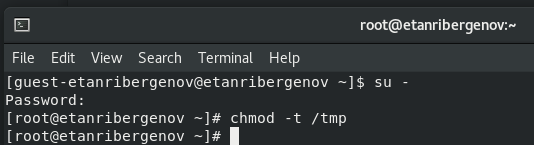 root@etanribergenov:~
File Edit View Search Terminal Help
[guest-etanribergenov@etanribergenov ~]$ su -
Password:
[root@etanribergenov ~]# chmod -t /tmp
[root@etanribergenov ~]#